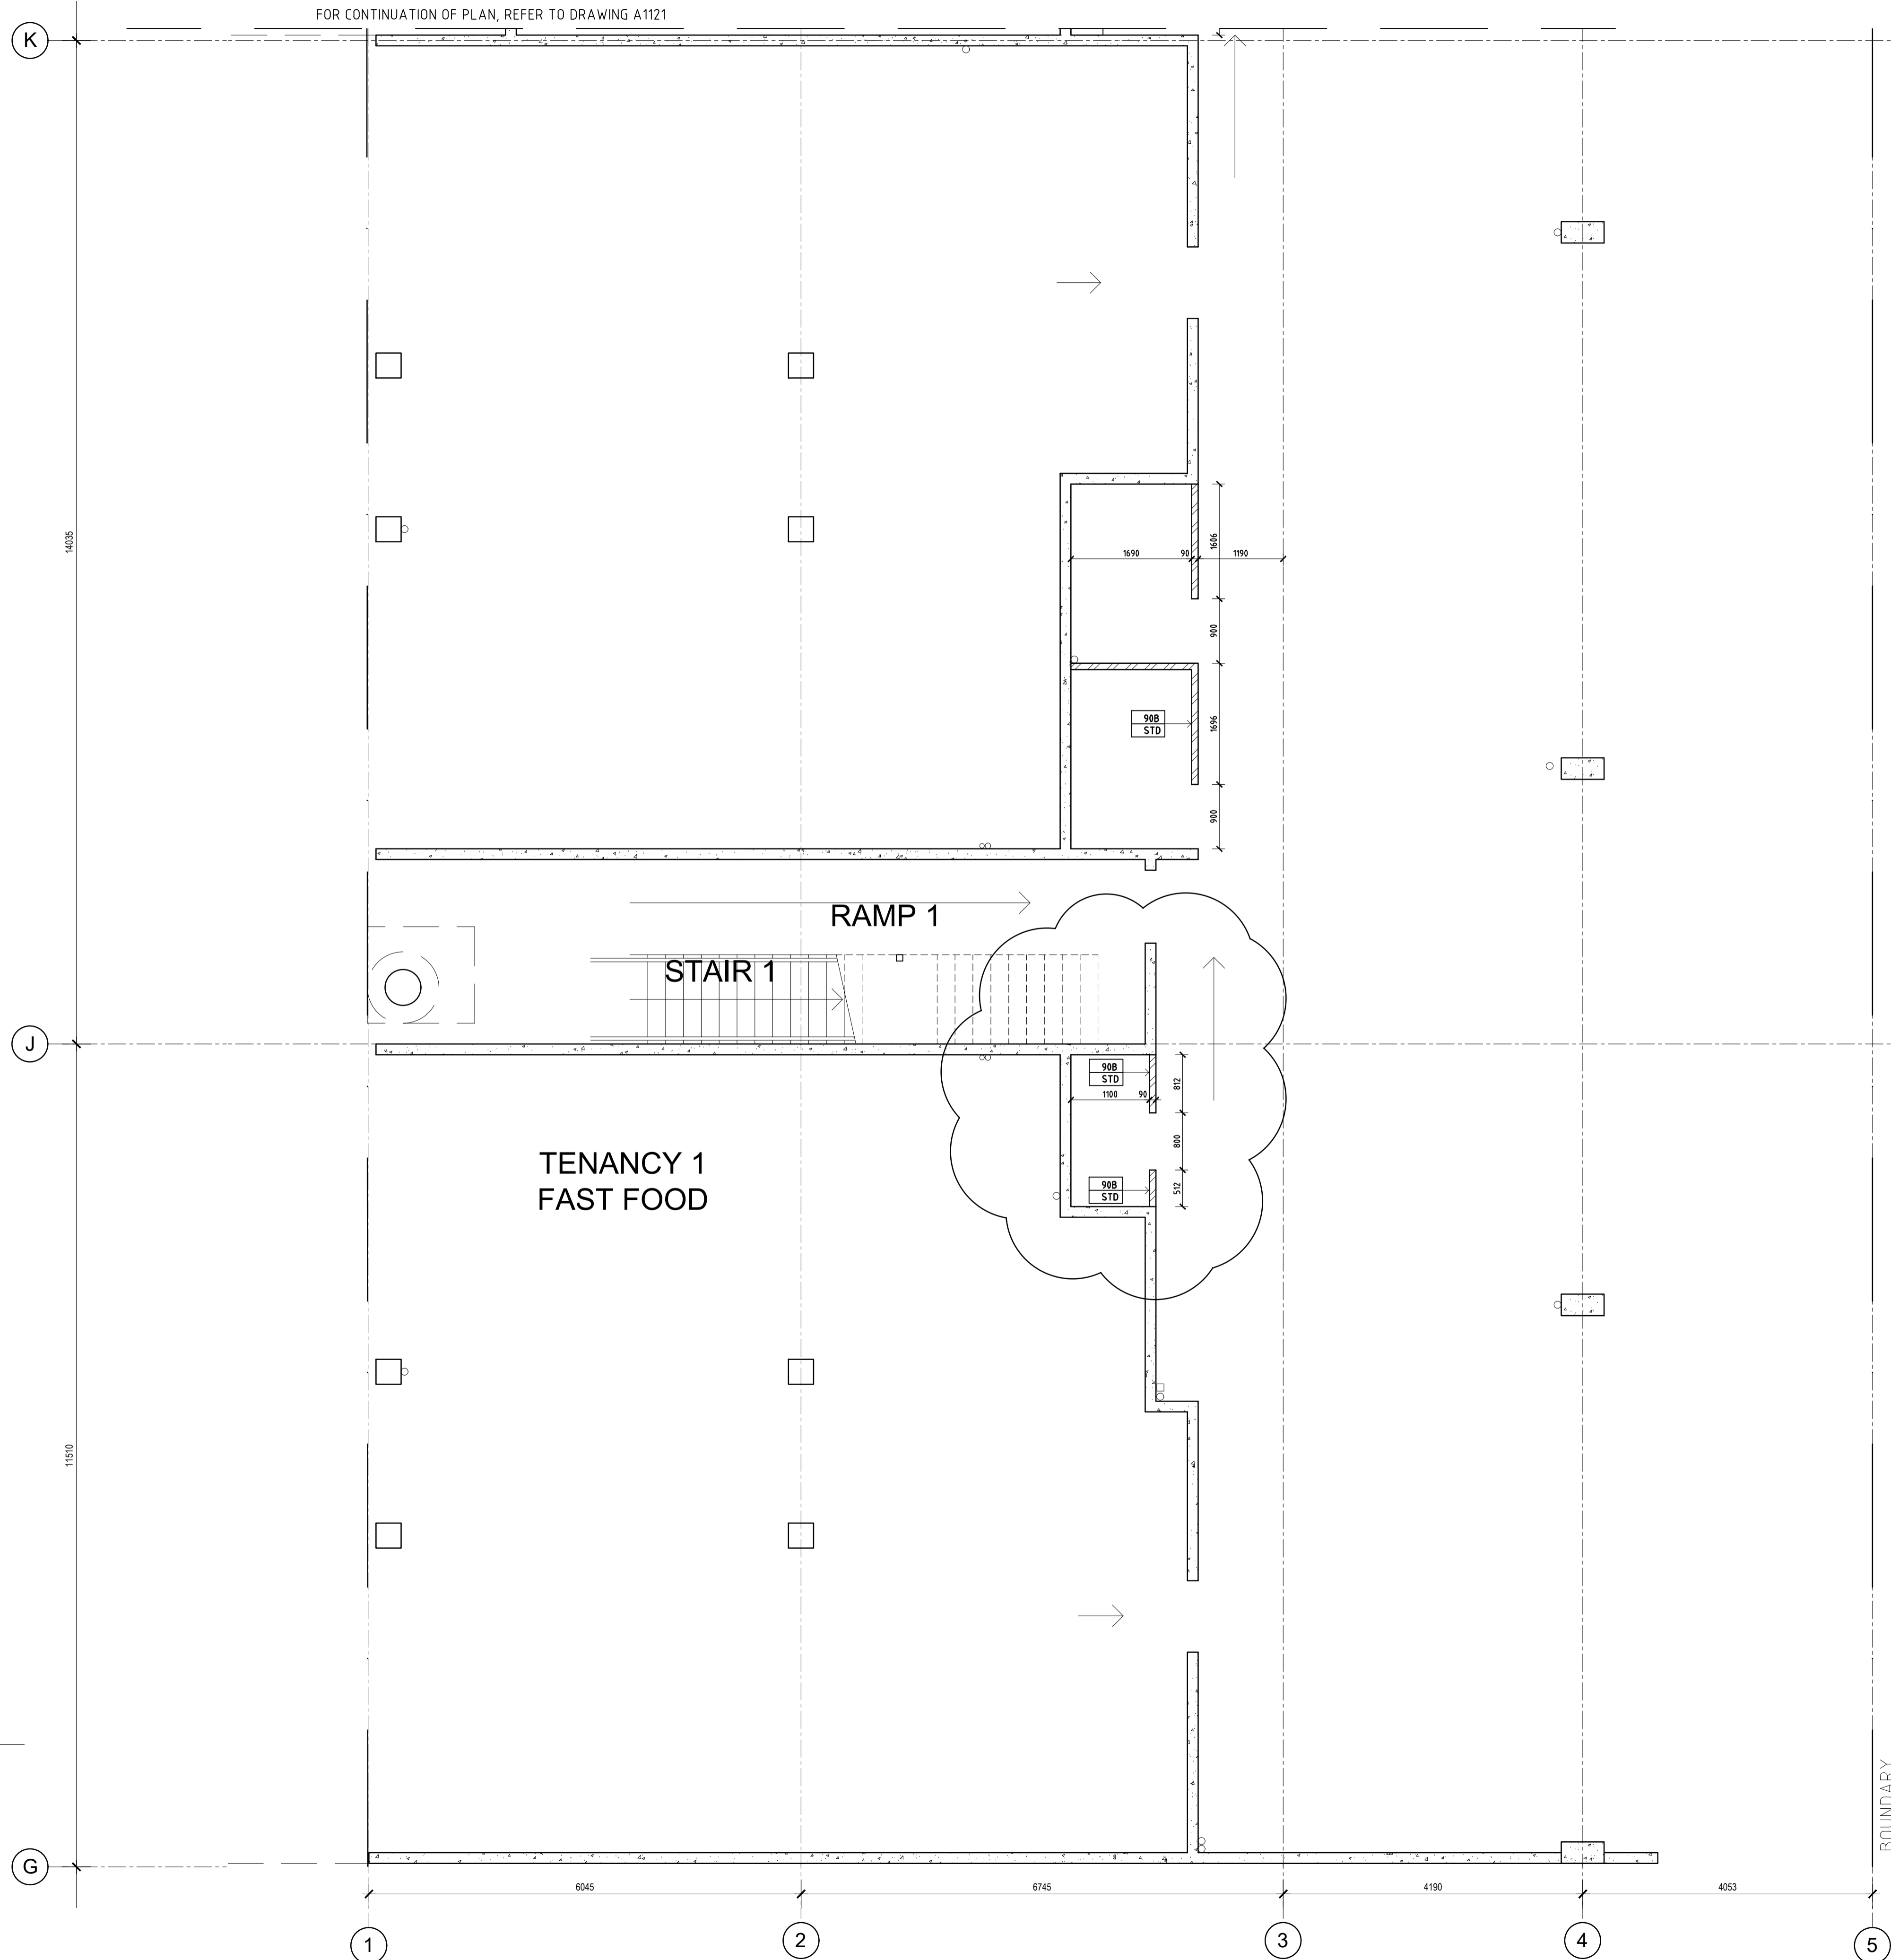 FOR CONTINUATION OF PLAN, REFER TO DRAWING A1121
K
14035
1606
1690 90 1190
900
90B
STD
1696
900
RAMP 1
STAIR 1
J
90B
STD
812
1100 90
800
TENANCY 1
FAST FOOD
90B
STD
512
11510
BOUNDARY
G
6045 6745 4190 4053
1 2 3 4 5